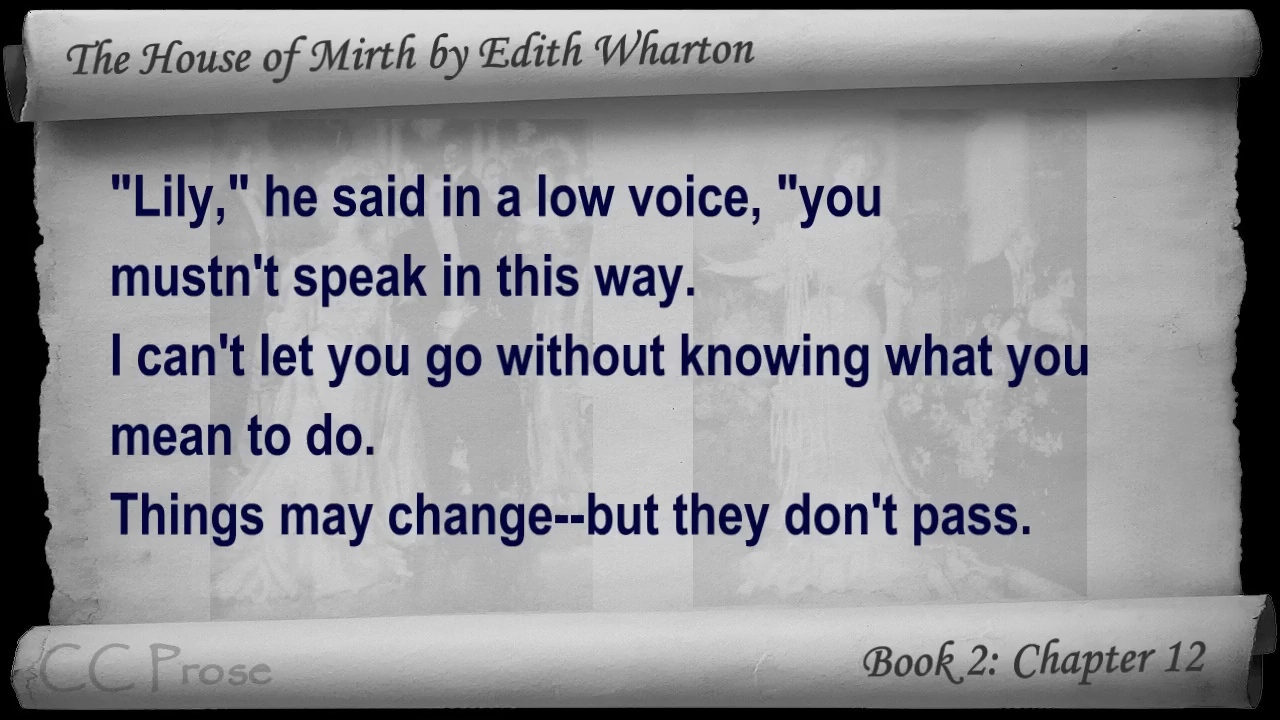 The House of Mirth by Edith Wharton
"Lily," he said in a low voice, "you
mustn't speak in this way.
I can't let you go without knowing what you
mean to do.
Things may change--but they don't pass.
CC Prose
Book 2: Chapter 12